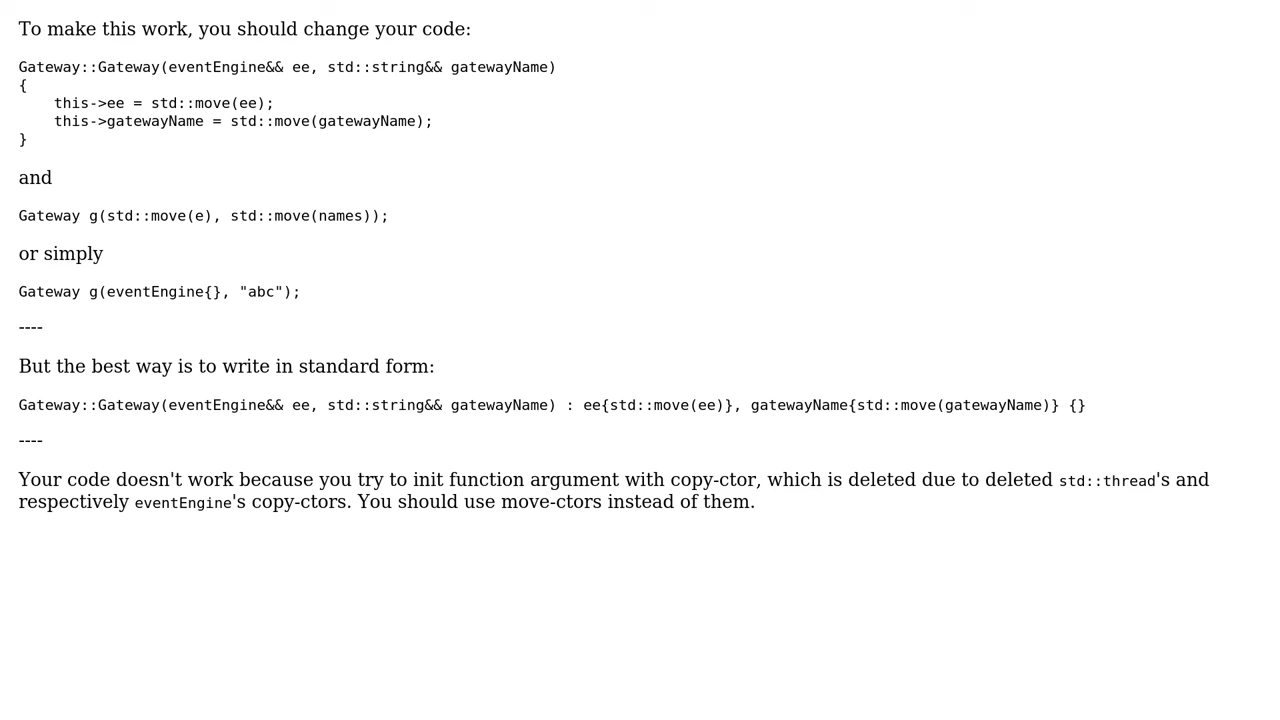 To make this work, you should change your code:
Gateway::Gateway(eventEngine&& ee, std::string&& gatewayName)
{
    this->ee = std::move(ee);
    this->gatewayName = std::move(gatewayName);
}
and
Gateway g(std::move(e), std::move(names));
or simply
Gateway g(eventEngine{}, "abc");
----
But the best way is to write in standard form:
Gateway::Gateway(eventEngine&& ee, std::string&& gatewayName) : ee{std::move(ee)}, gatewayName{std::move(gatewayName)} {}
----
Your code doesn't work because you try to init function argument with copy-ctor, which is deleted due to deleted std::thread's and
respectively eventEngine's copy-ctors. You should use move-ctors instead of them.